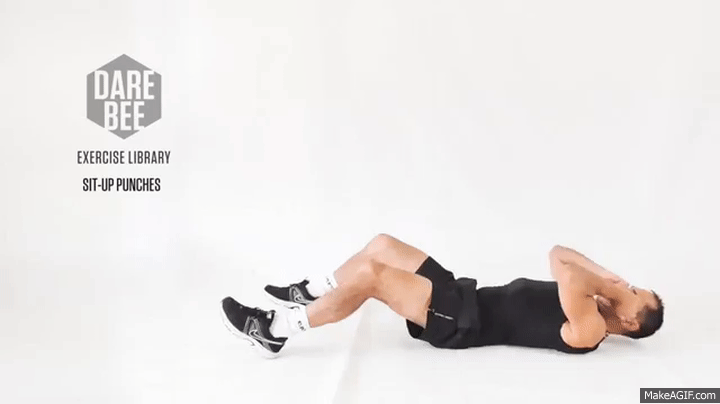 DARE
BEE
EXERCISE LIBRARY
SIT-UP PUNCHES
MakeAGIF.com